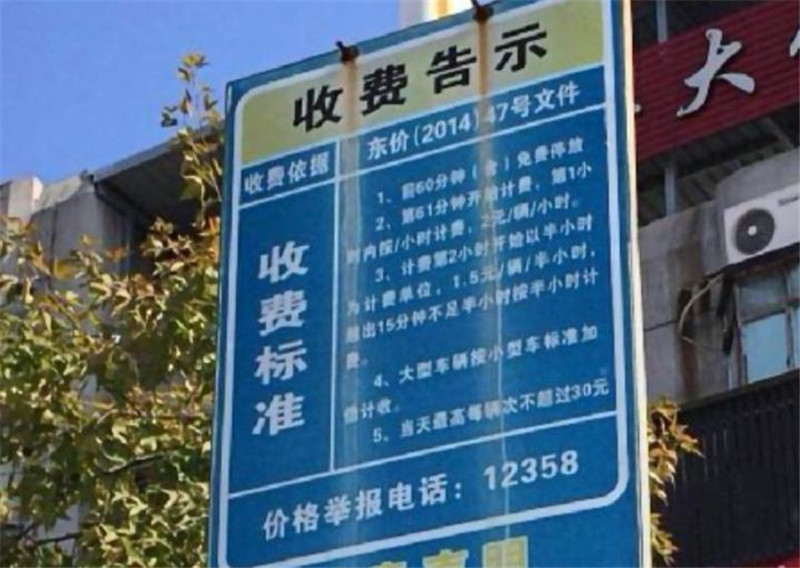 收费告示
收费依据
东价(2014)47号文件
收费标准
1、前60分钟(含)免费停放
2、第61分钟开始计费,第1小
时内按/小时计费,2元/辆/小时。
3、计费第2小时开始以半小时
为计费单位,1.5元/辆/半小时,
超出15分钟不足半小时按半小时计
费。
4、大型车辆按小型车标准加
倍计收。
5、当天最高每辆次不超过30元
价格举报电话:12358
大